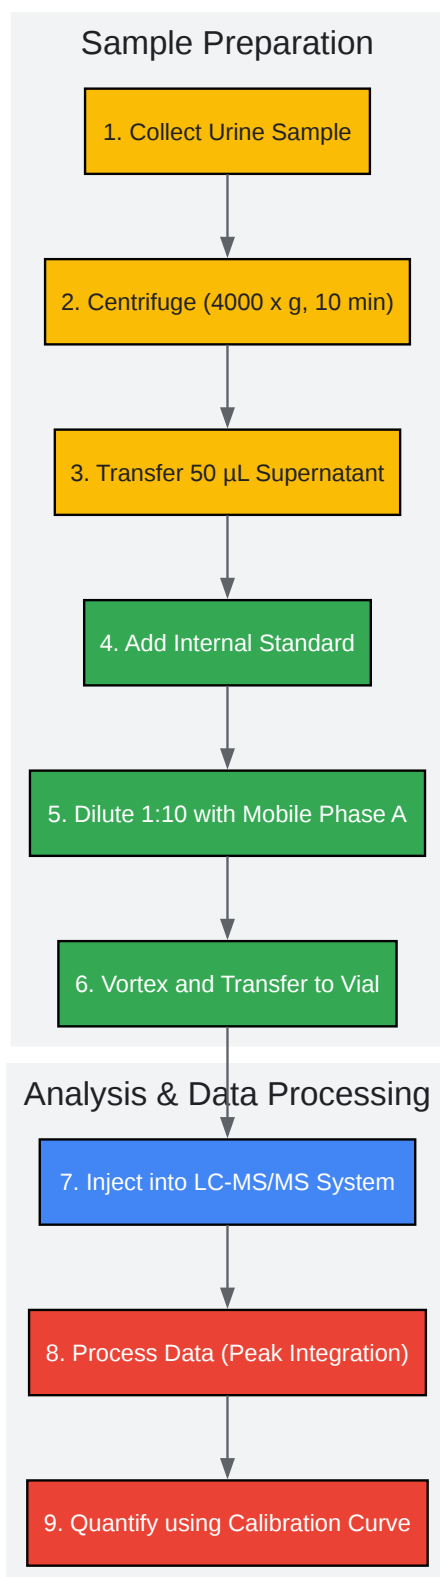 Sample Preparation
1. Collect Urine Sample
2. Centrifuge (4000 x g, 10 min)
3. Transfer 50 µL Supernatant
4. Add Internal Standard
5. Dilute 1:10 with Mobile Phase A
6. Vortex and Transfer to Vial
Analysis & Data Processing
7. Inject into LC-MS/MS System
8. Process Data (Peak Integration)
9. Quantify using Calibration Curve